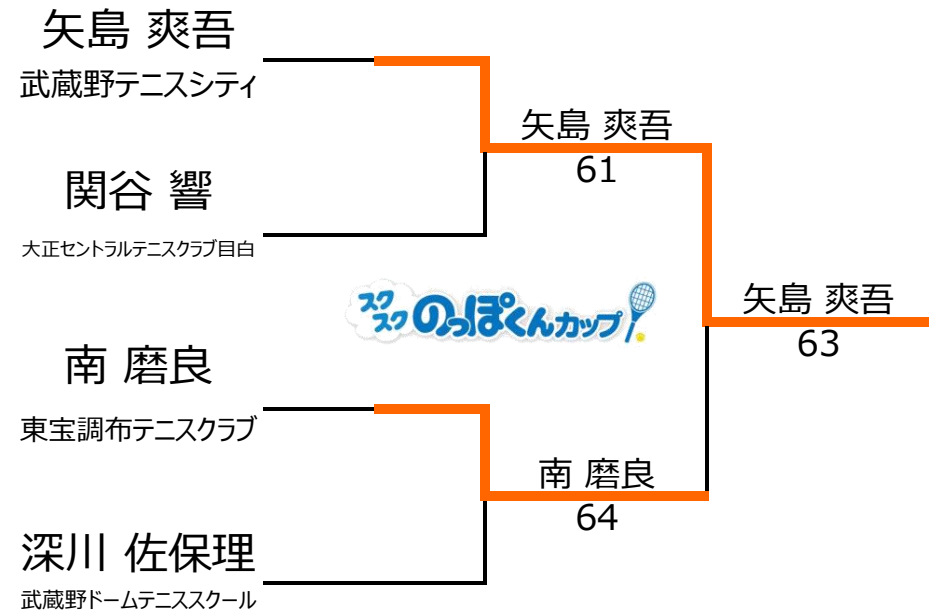 矢島 爽吾
武蔵野テニスシティ
矢島 爽吾
61
関谷 響
大正セントラルテニスクラブ目白
スクスクのっぽくんカップ
矢島 爽吾
63
南 磨良
東宝調布テニスクラブ
南 磨良
64
深川 佐保理
武蔵野ドームテニススクール